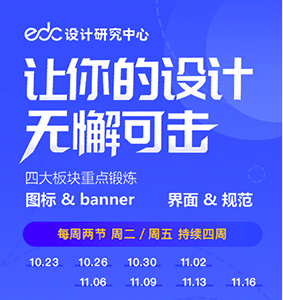 edc 设计研究中心
让你的设计
无懈可击
四大板块重点锻炼
图标 & banner 界面 & 规范
每周两节 周二 / 周五 持续四周
10.23 10.26 10.30 11.02
11.06 11.09 11.13 11.16